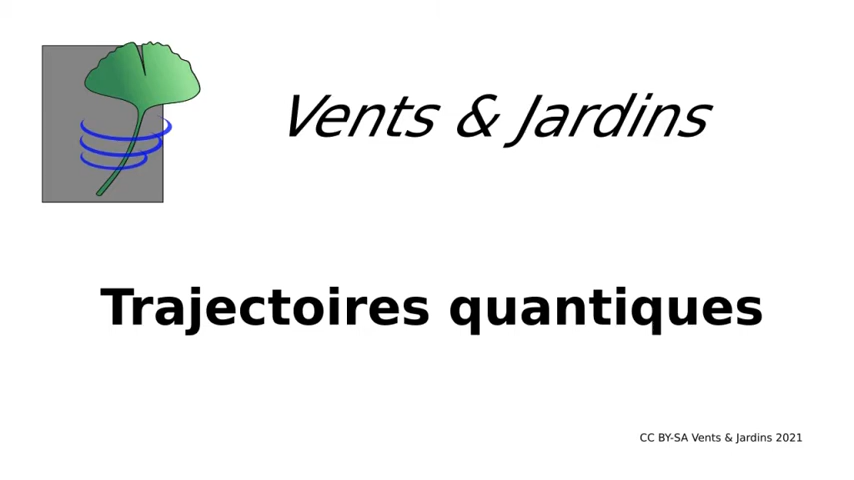 Vents & Jardins
Trajectoires quantiques
CC BY-SA Vents & Jardins 2021